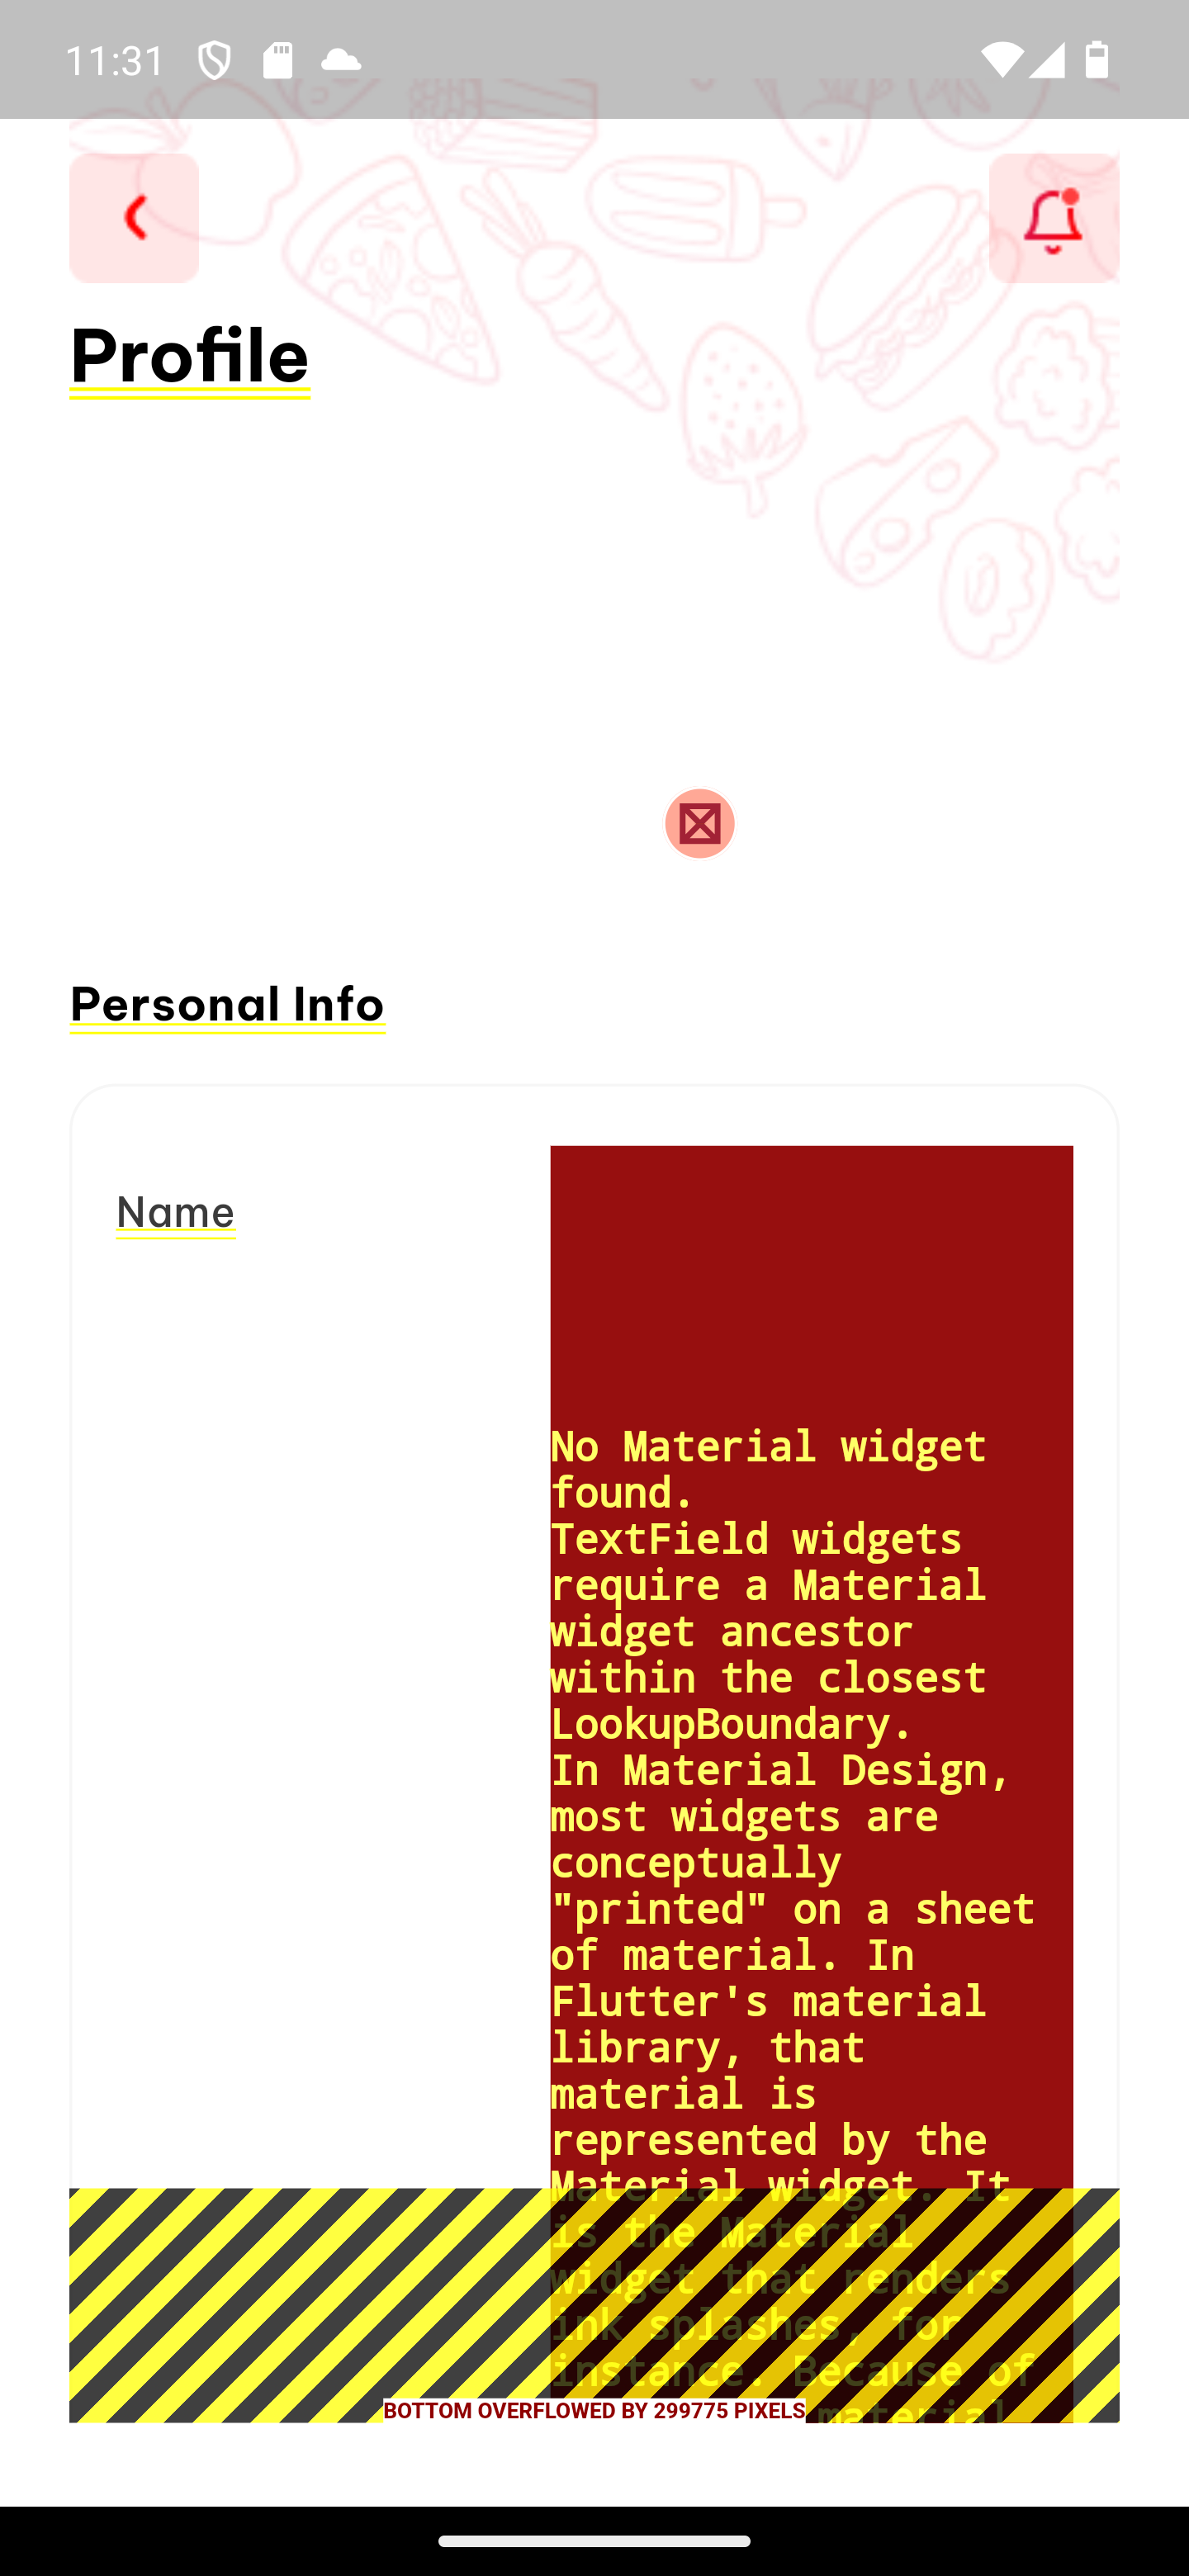 11:31
Profile
Personal Info
Name
No Material widget
found.
TextField widgets
require a Material
widget ancestor
within the closest
LookupBoundary.
In Material Design,
most widgets are
conceptually
"printed" on a sheet
of material. In
Flutter's material
library, that
material is
represented by the
Material widget. It
is the Material
widget that renders
ink splashes, for
instance. Because of
material
BOTTOM OVERFLOWED BY 299775 PIXELS